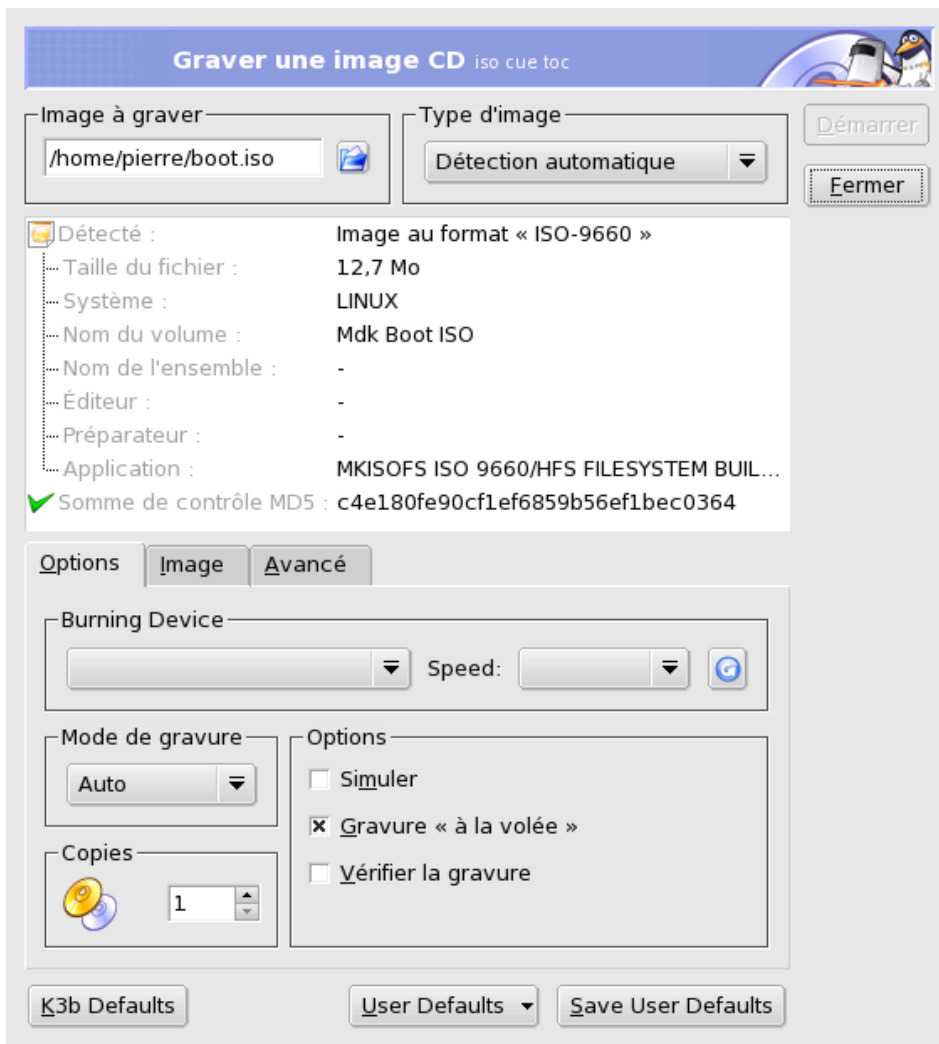 Graver une image CD iso cue toc
Image à graver
Type d'image
Démarrer
/home/pierre/boot.iso
Détection automatique
Fermer
Détecté : Image au format « ISO-9660 »
Taille du fichier : 12,7 Mo
Système : LINUX
Nom du volume : Mdk Boot ISO
Nom de l'ensemble : -
Éditeur : -
Préparateur : -
Application : MKISOFS ISO 9660/HFS FILESYSTEM BUIL...
Somme de contrôle MD5 : c4e180fe90cf1ef6859b56ef1bec0364
Options Image Avancé
Burning Device
Speed:
Mode de gravure
Auto
Options
Simuler
Gravure « à la volée »
Vérifier la gravure
Copies
1
K3b Defaults
User Defaults
Save User Defaults